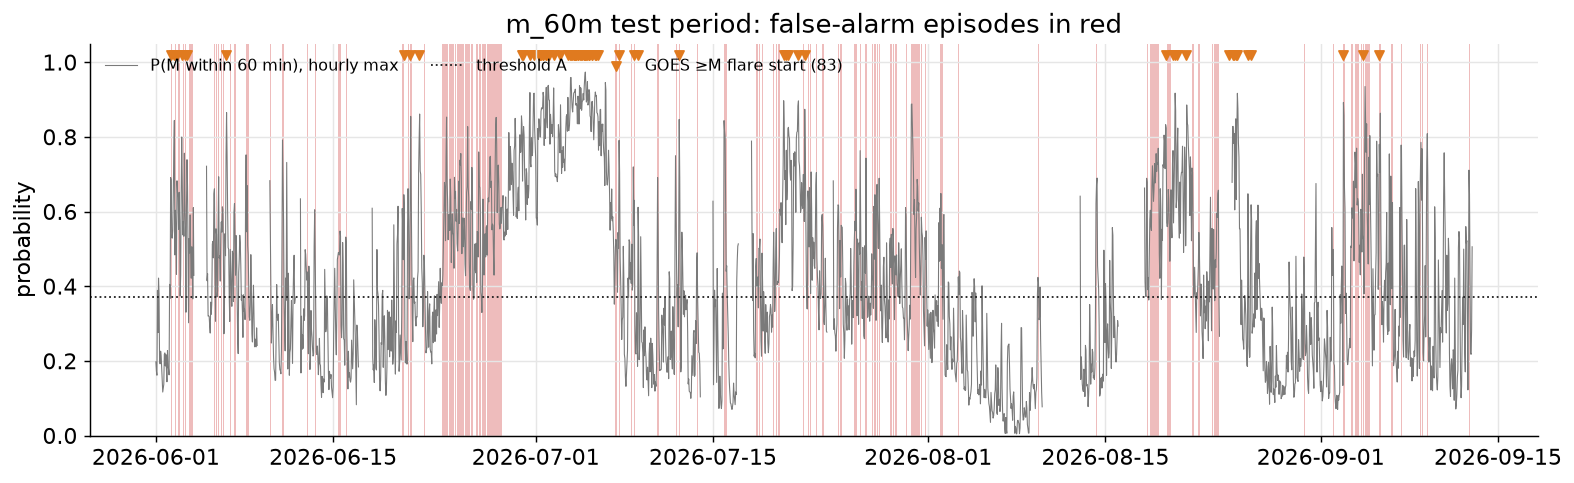 m_60m test period: false-alarm episodes in red
P(M within 60 min), hourly max
threshold A
GOES ≥M flare start (83)
probability
1.0
0.8
0.6
0.4
0.2
0.0
2026-06-01
2026-06-15
2026-07-01
2026-07-15
2026-08-01
2026-08-15
2026-09-01
2026-09-15